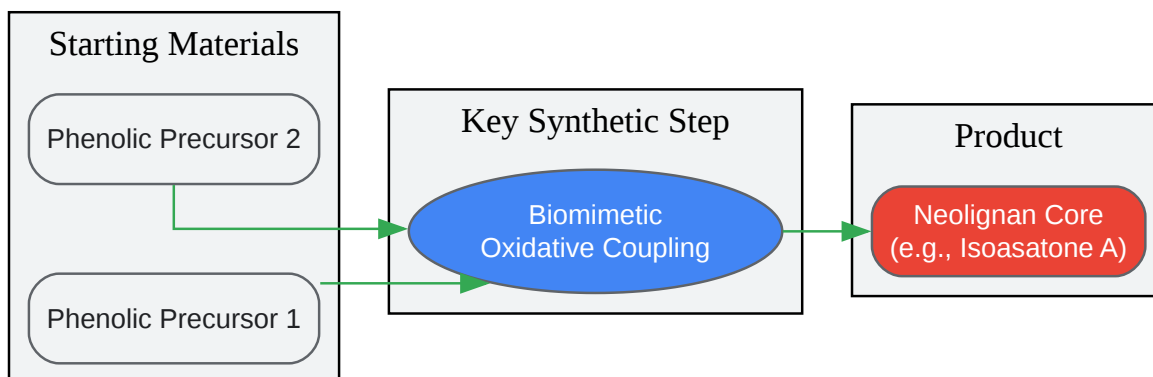 Starting Materials
Phenolic Precursor 2
Phenolic Precursor 1
Key Synthetic Step
Biomimetic
Oxidative Coupling
Product
Neolignan Core
(e.g., Isoasatone A)